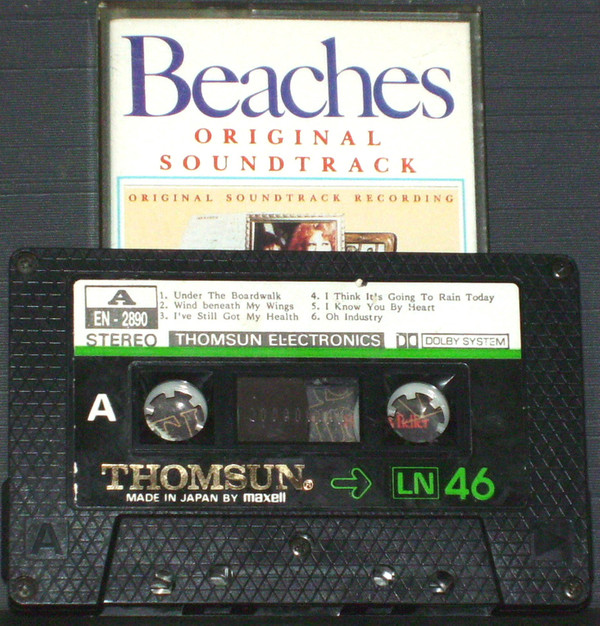 Beaches
ORIGINAL
SOUNDTRACK
ORIGINAL SOUNDTRACK RECORDING
A
EN - 2890
STEREO
1. Under The Boardwalk
2. Wind beneath My Wings
3. I've Still Got My Health
4. I Think It's Going To Rain Today
5. I Know You By Heart
6. Oh Industry
THOMSUN ELECTRONICS
DOLBY SYSTEM
A
THOMSUN®
MADE IN JAPAN BY maxell
LN 46
A